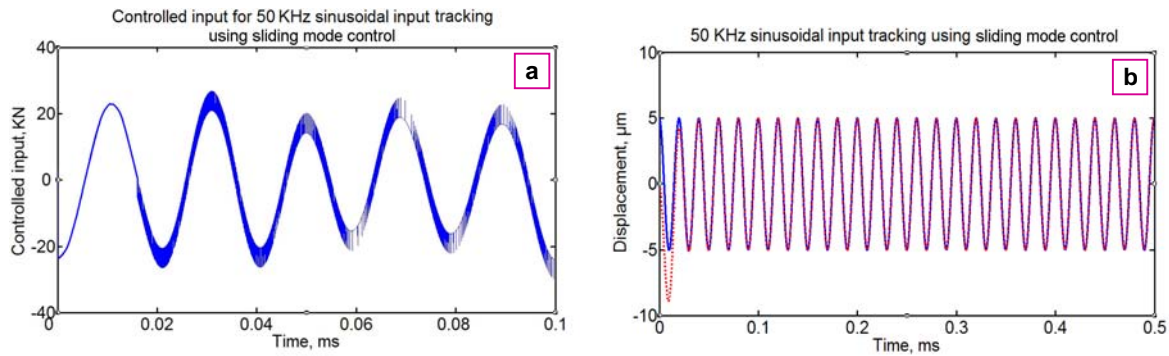 Controlled input for 50 KHz sinusoidal input tracking
using sliding mode control
a
Controlled input, KN
40
20
0
-20
-40
0
0.02
0.04
0.06
0.08
0.1
Time, ms
50 KHz sinusoidal input tracking using sliding mode control
b
Displacement, μm
10
5
0
-5
-10
0
0.1
0.2
0.3
0.4
0.5
Time, ms